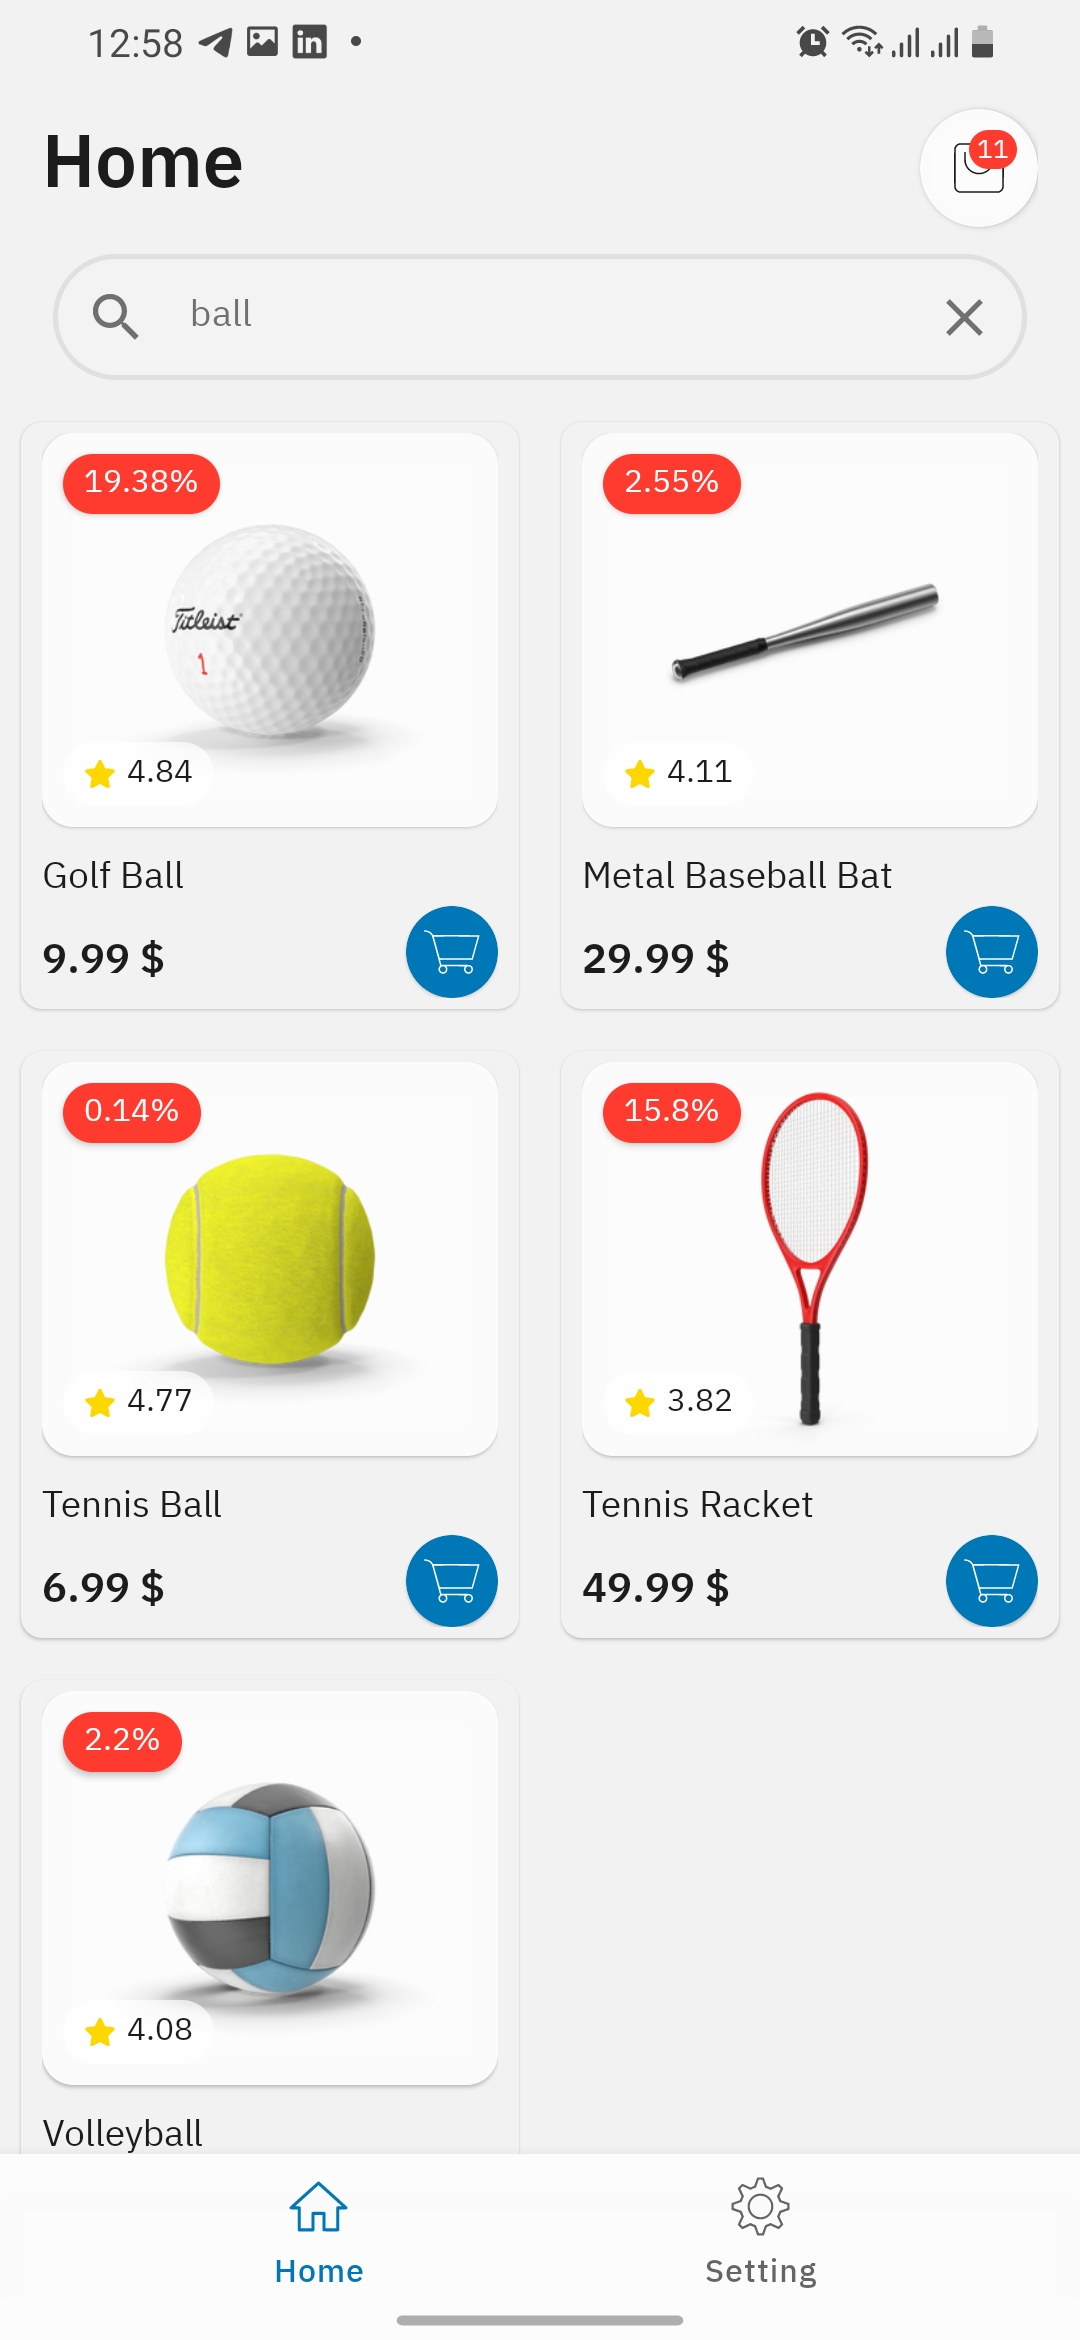 12:58
Home
11
ball
19.38%
2.55%
Titleist
1
4.84
4.11
Golf Ball
Metal Baseball Bat
9.99 $
29.99 $
0.14%
15.8%
4.77
3.82
Tennis Ball
Tennis Racket
6.99 $
49.99 $
2.2%
4.08
Volleyball
Home
Setting